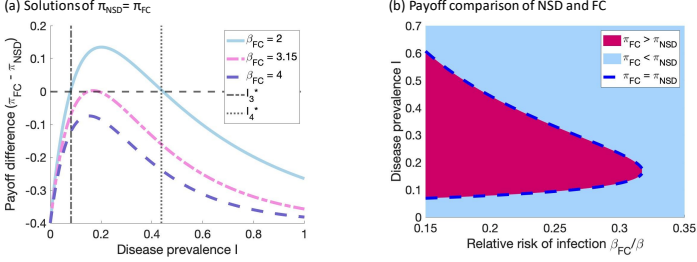 (a) Solutions of π_NSD = π_FC
0.2
0.1
0
-0.1
-0.2
-0.3
-0.4
Payoff difference (π_FC - π_NSD)
0
0.2
0.4
0.6
0.8
1
Disease prevalence I
β_FC = 2
β_FC = 3.15
β_FC = 4
I_3^*
I_4^*
(b) Payoff comparison of NSD and FC
0.7
0.6
0.5
0.4
0.3
0.2
0.1
0
Disease prevalence I
0.15
0.2
0.25
0.3
0.35
Relative risk of infection β_FC/β
π_FC > π_NSD
π_FC < π_NSD
π_FC = π_NSD